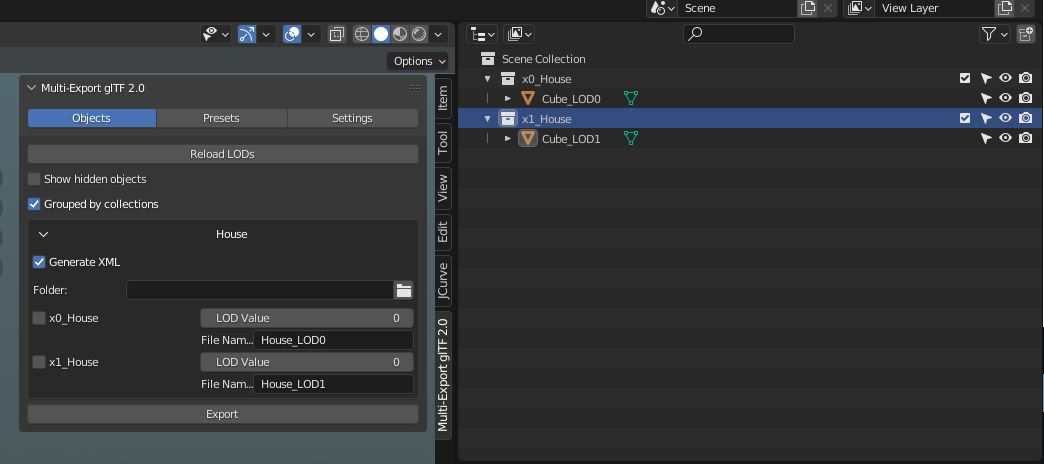 Scene
View Layer
Options
Scene Collection
x0_House
Cube_LOD0
x1_House
Cube_LOD1
Multi-Export glTF 2.0
Objects
Presets
Settings
Reload LODs
Show hidden objects
Grouped by collections
House
Generate XML
Folder:
x0_House
LOD Value
0
File Nam...
House_LOD0
x1_House
LOD Value
0
File Nam...
House_LOD1
Export
Item
Tool
View
Edit
JCurve
Multi-Export glTF 2.0